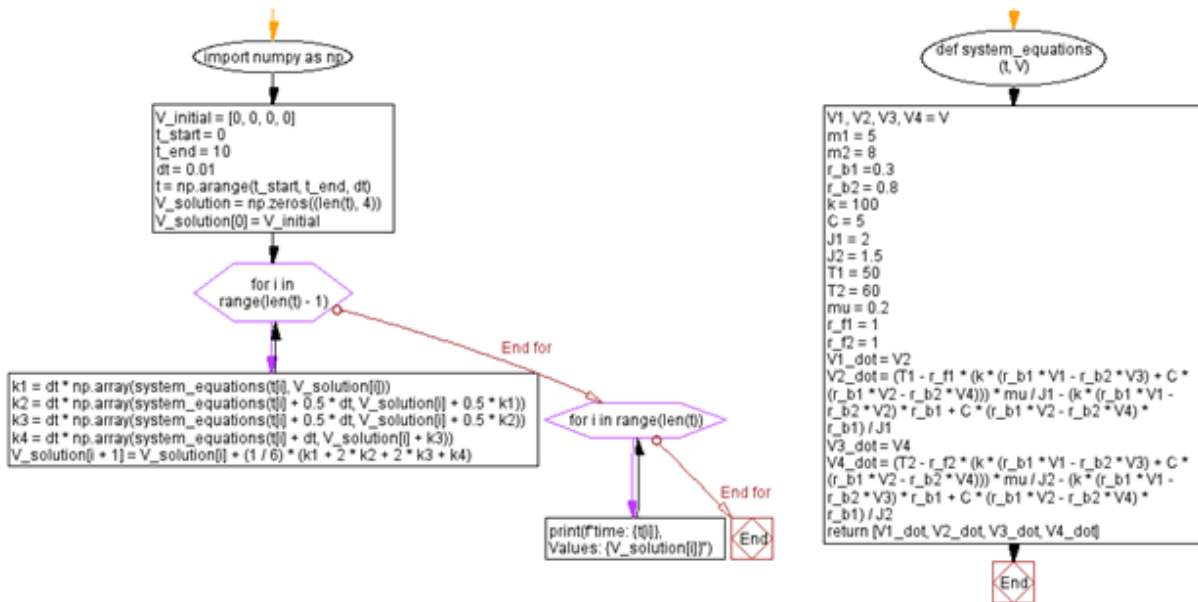 import numpy as np
V_initial = [0, 0, 0, 0]
t_start = 0
t_end = 10
dt = 0.01
t = np.arange(t_start, t_end, dt)
V_solution = np.zeros((len(t), 4))
V_solution[0] = V_initial
for i in
range(len(t) - 1)
End for
k1 = dt * np.array(system_equations(t[i], V_solution[i]))
k2 = dt * np.array(system_equations(t[i] + 0.5 * dt, V_solution[i] + 0.5 * k1))
k3 = dt * np.array(system_equations(t[i] + 0.5 * dt, V_solution[i] + 0.5 * k2))
k4 = dt * np.array(system_equations(t[i] + dt, V_solution[i] + k3))
V_solution[i + 1] = V_solution[i] + (1 / 6) * (k1 + 2 * k2 + 2 * k3 + k4)
for i in range(len(t))
End for
print(f"time: {t[i]},
Values: {V_solution[i]}")
End
def system_equations
(t, V)
V1, V2, V3, V4 = V
m1 = 5
m2 = 8
r_b1 =0.3
r_b2 = 0.8
k = 100
C = 5
J1 = 2
J2 = 1.5
T1 = 50
T2 = 60
mu = 0.2
r_f1 = 1
r_f2 = 1
V1_dot = V2
V2_dot = (T1 - r_f1 * (k * (r_b1 * V1 - r_b2 * V3) + C *
(r_b1 * V2 - r_b2 * V4))) * mu / J1 - (k * (r_b1 * V1 -
r_b2 * V2) * r_b1 + C * (r_b1 * V2 - r_b2 * V4) *
r_b1) / J1
V3_dot = V4
V4_dot = (T2 - r_f2 * (k * (r_b1 * V1 - r_b2 * V3) + C *
(r_b1 * V2 - r_b2 * V4))) * mu / J2 - (k * (r_b1 * V1 -
r_b2 * V3) * r_b1 + C * (r_b1 * V2 - r_b2 * V4) *
r_b1) / J2
return [V1_dot, V2_dot, V3_dot, V4_dot]
End